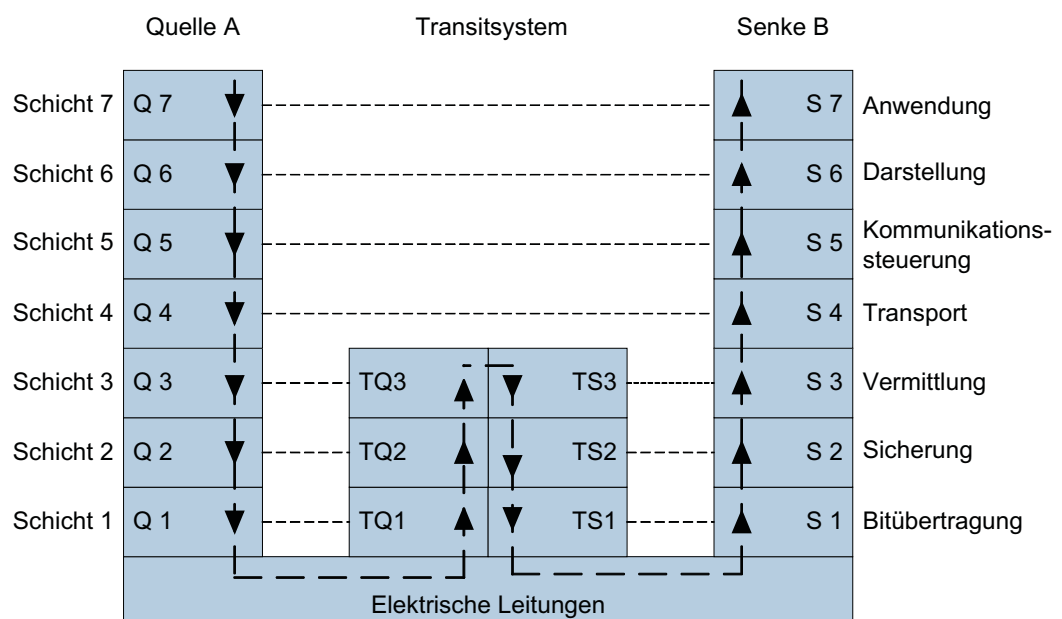 Quelle A Transitsystem Senke B
Schicht 7 Q 7 S 7 Anwendung
Schicht 6 Q 6 S 6 Darstellung
Schicht 5 Q 5 S 5 Kommunikations-
steuerung
Schicht 4 Q 4 S 4 Transport
Schicht 3 Q 3 TQ3 TS3 S 3 Vermittlung
Schicht 2 Q 2 TQ2 TS2 S 2 Sicherung
Schicht 1 Q 1 TQ1 TS1 S 1 Bitübertragung
Elektrische Leitungen